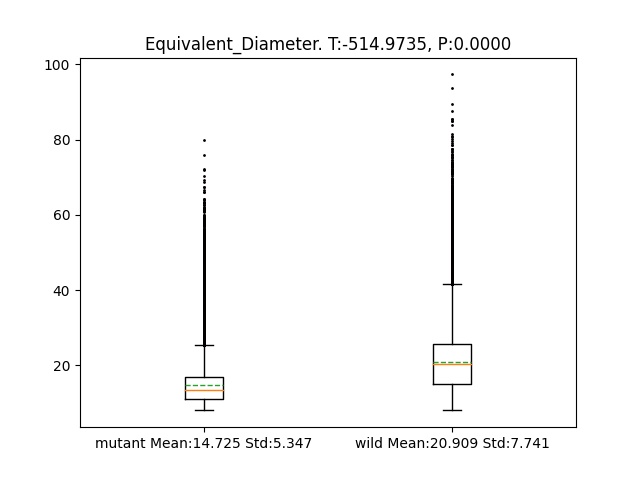 Equivalent_Diameter. T:-514.9735, P:0.0000
100
80
60
40
20
mutant Mean:14.725 Std:5.347
wild Mean:20.909 Std:7.741